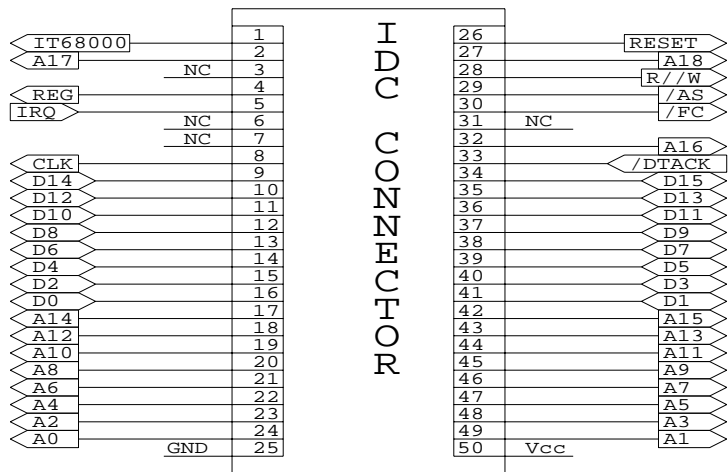 IDC CONNECTOR
IT68000 1 26 RESET
A17 2 27 A18
NC 3 28 R//W
REG 4 29 /AS
IRQ 5 30 /FC
NC 6 31 NC
NC 7 32 A16
CLK 8 33 /DTACK
D14 9 34 D15
D12 10 35 D13
D10 11 36 D11
D8 12 37 D9
D6 13 38 D7
D4 14 39 D5
D2 15 40 D3
D0 16 41 D1
A14 17 42 A15
A12 18 43 A13
A10 19 44 A11
A8 20 45 A9
A6 21 46 A7
A4 22 47 A5
A2 23 48 A3
A0 24 49 A1
GND 25 50 Vcc